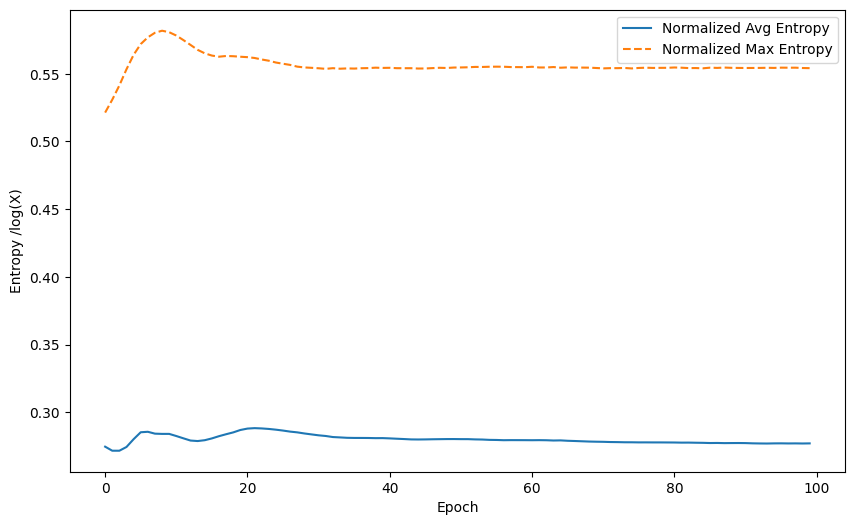 Normalized Avg Entropy
Normalized Max Entropy
0.55
0.50
0.45
0.40
0.35
0.30
Entropy /log(X)
0 20 40 60 80 100
Epoch